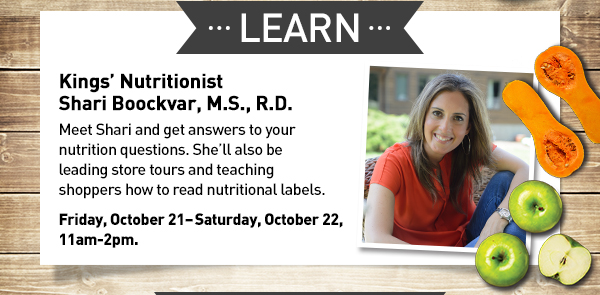 ••• LEARN •••
Kings’ Nutritionist
Shari Boockvar, M.S., R.D.
Meet Shari and get answers to your
nutrition questions. She’ll also be
leading store tours and teaching
shoppers how to read nutritional labels.
Friday, October 21–Saturday, October 22,
11am-2pm.